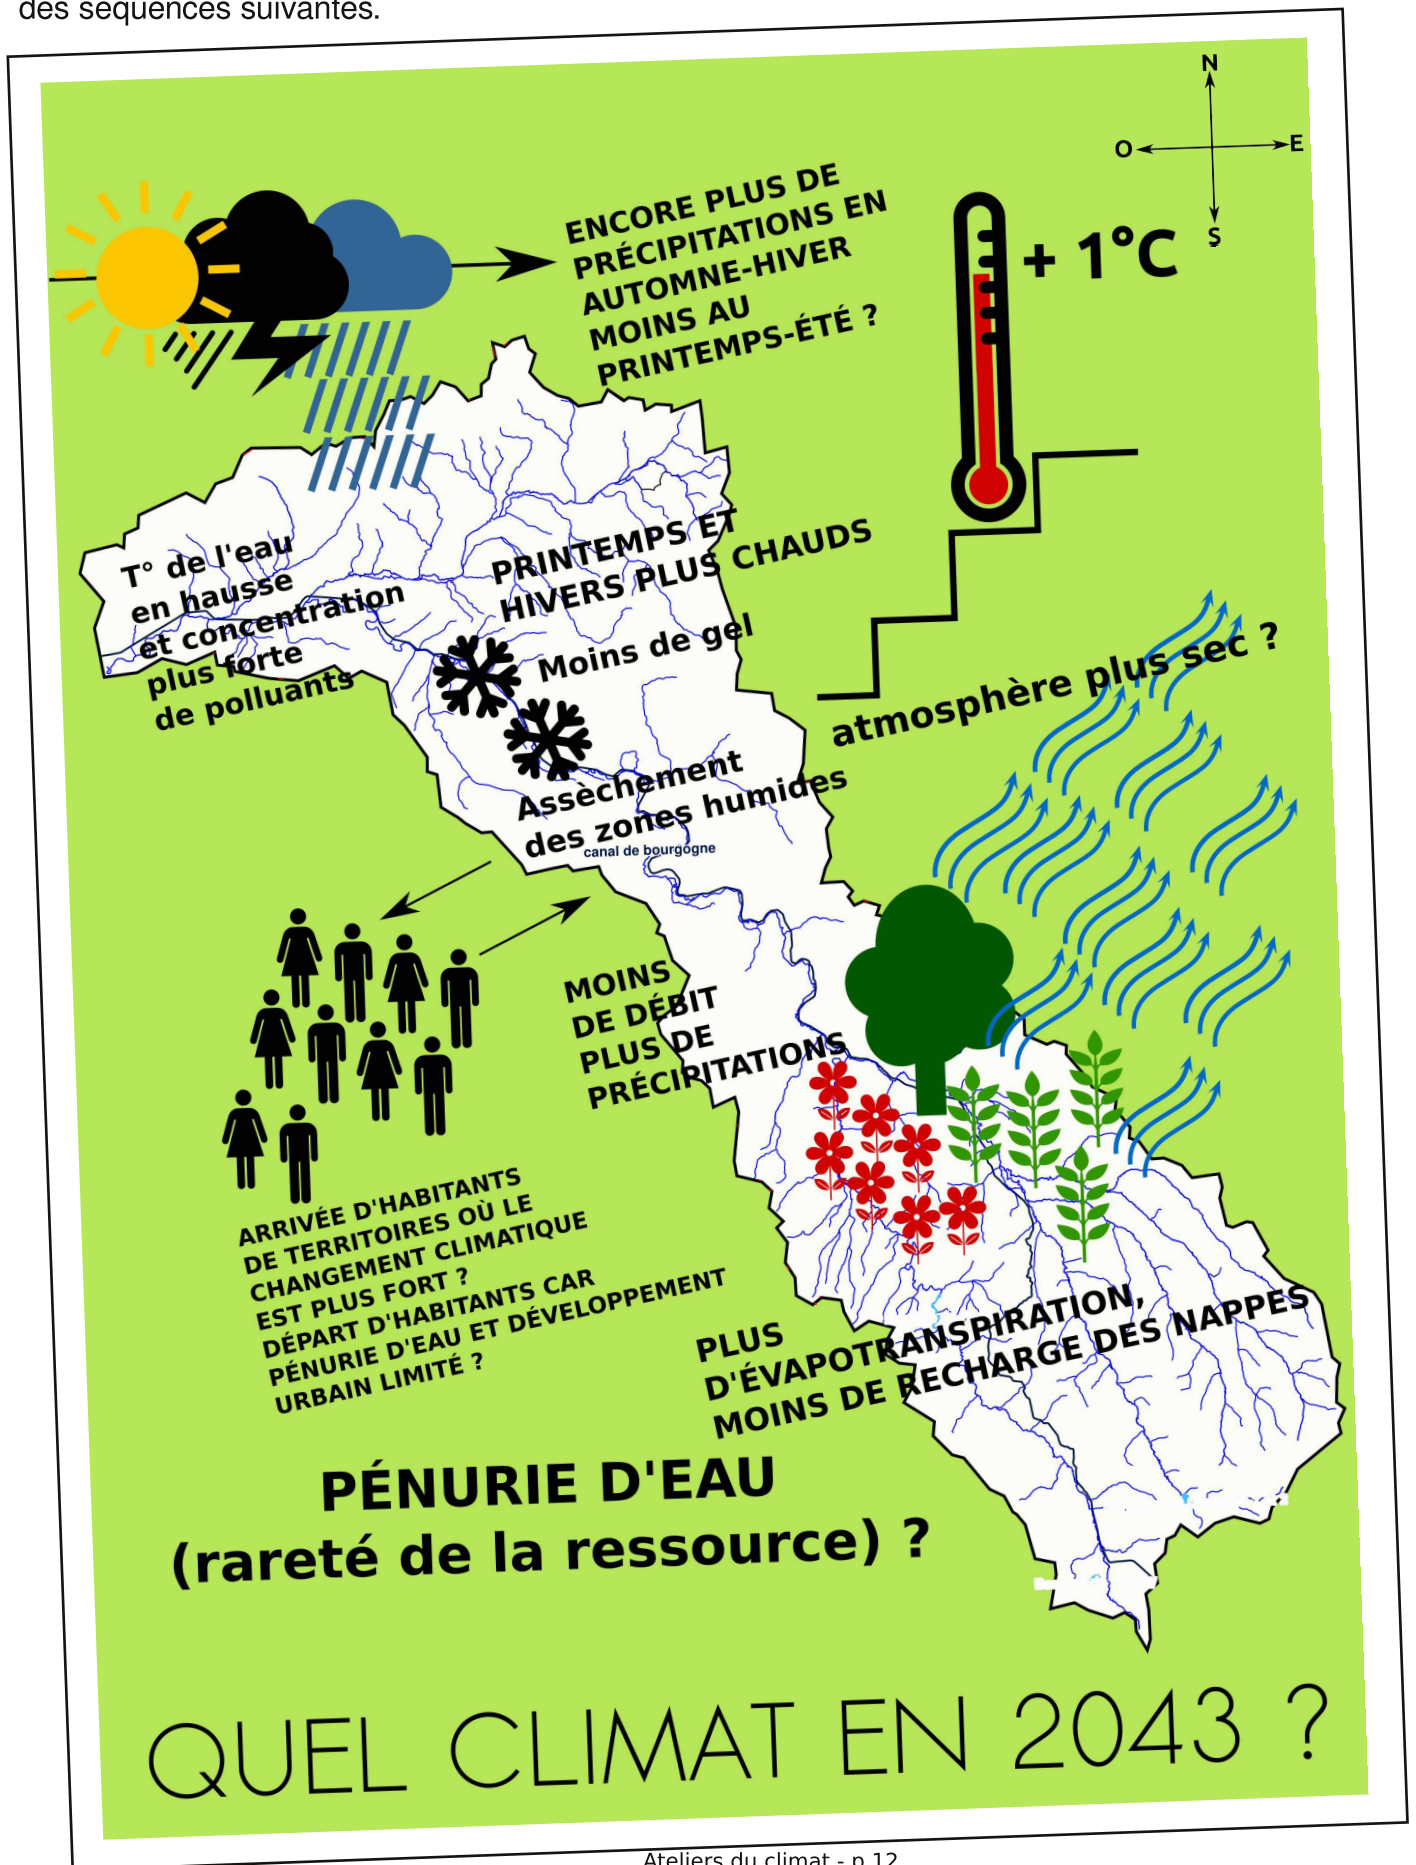 des séquences suivantes.
N
O
E
S
ENCORE PLUS DE
PRÉCIPITATIONS EN
AUTOMNE-HIVER
MOINS AU
PRINTEMPS-ÉTÉ ?
+ 1°C
T° de l'eau
en hausse
et concentration
plus forte
de polluants
PRINTEMPS ET
HIVERS PLUS CHAUDS
Moins de gel
atmosphère plus sec ?
Assèchement
des zones humides
canal de bourgogne
MOINS
DE DÉBIT
PLUS DE
PRÉCIPITATIONS
ARRIVÉE D'HABITANTS
DE TERRITOIRES OÙ LE
CHANGEMENT CLIMATIQUE
EST PLUS FORT ?
DÉPART D'HABITANTS CAR
PÉNURIE D'EAU ET DÉVELOPPEMENT
URBAIN LIMITÉ ?
PLUS
D'ÉVAPOTRANSPIRATION,
MOINS DE RECHARGE DES NAPPES
PÉNURIE D'EAU
(rareté de la ressource) ?
QUEL CLIMAT EN 2043 ?
Ateliers du climat - p 12